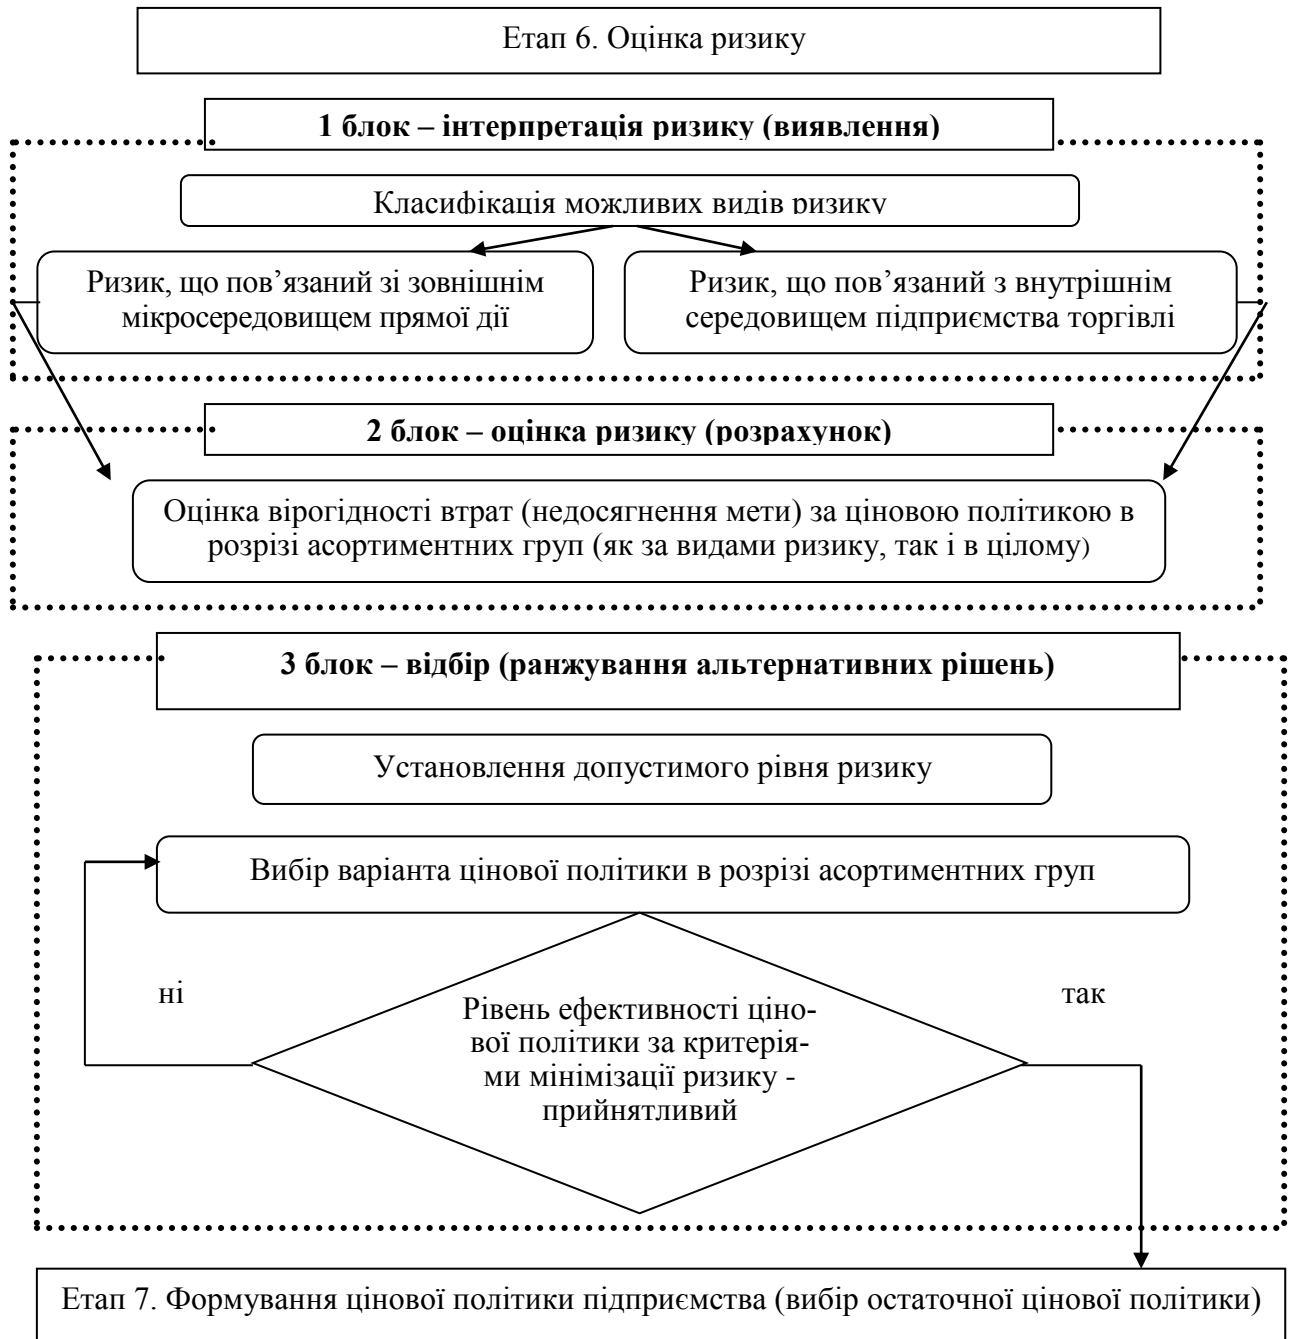 Етап 6. Оцінка ризику
1 блок – інтерпретація ризику (виявлення)
Класифікація можливих видів ризику
Ризик, що пов’язаний зі зовнішнім
мікросередовищем прямої дії
Ризик, що пов’язаний з внутрішнім
середовищем підприємства торгівлі
2 блок – оцінка ризику (розрахунок)
Оцінка вірогідності втрат (недосягнення мети) за ціновою політикою в
розрізі асортиментних груп (як за видами ризику, так і в цілому)
3 блок – відбір (ранжування альтернативних рішень)
Установлення допустимого рівня ризику
Вибір варіанта цінової політики в розрізі асортиментних груп
ні
так
Рівень ефективності ціно-
вої політики за критерія-
ми мінімізації ризику -
прийнятливий
Етап 7. Формування цінової політики підприємства (вибір остаточної цінової політики)